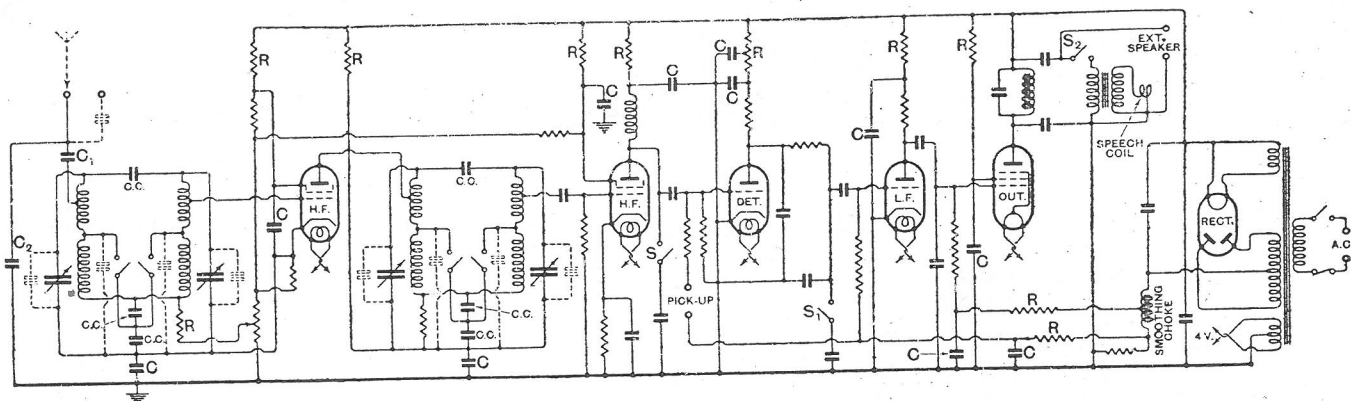 R
R
R
R
C
C
R
C
R
C
R
S₂
EXT.
SPEAKER
SPEECH
COIL
C₁
C.C.
H.F.
C
C.C.
H.F.
DET.
L.F.
OUT.
RECT.
A.C
C₂
S
PICK-UP
S₁
C
R
R
SMOOTHING
CHOKE
4 V.
C.C.
R
C.C.
C
C.C.
C.C.
C
C
C